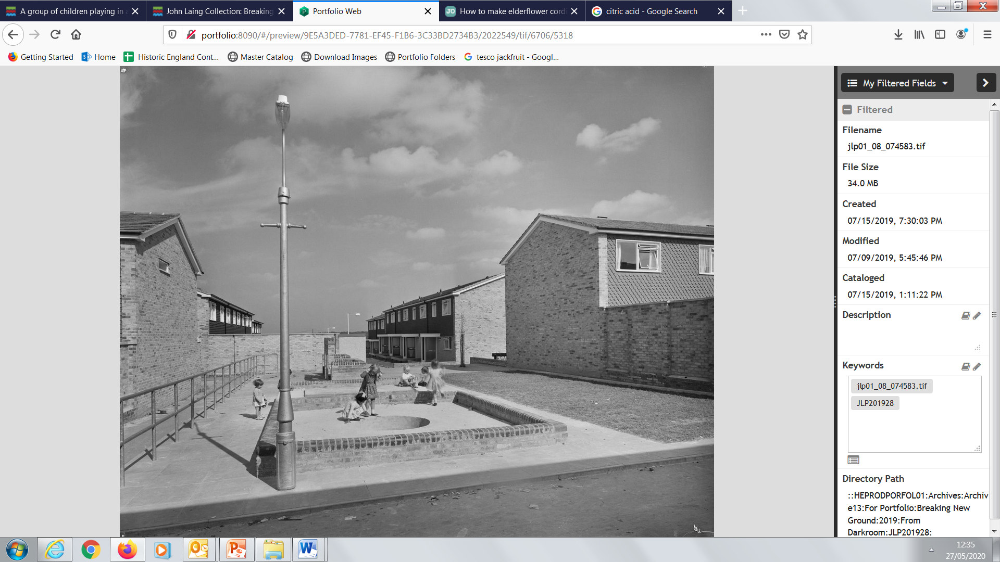 A group of children playing in a
John Laing Collection: Breaking
Portfolio Web
How to make elderflower cordi
citric acid - Google Search
portfolio:8090/#/preview/9E5A3DED-7781-EF45-F1B6-3C33BD2734B3/2022549/tif/6706/5318
Getting Started
Home
Historic England Cont...
Master Catalog
Download Images
Portfolio Folders
tesco jackfruit - Googl...
My Filtered Fields
Filtered
Filename
jlp01_08_074583.tif
File Size
34.0 MB
Created
07/15/2019, 7:30:03 PM
Modified
07/09/2019, 5:45:46 PM
Cataloged
07/15/2019, 1:11:22 PM
Description
Keywords
jlp01_08_074583.tif
JLP201928
Directory Path
::HEPRODPORFOL01:Archives:Archiv
e13:For Portfolio:Breaking New
Ground:2019:From
Darkroom:JLP201928:
12:35
27/05/2020